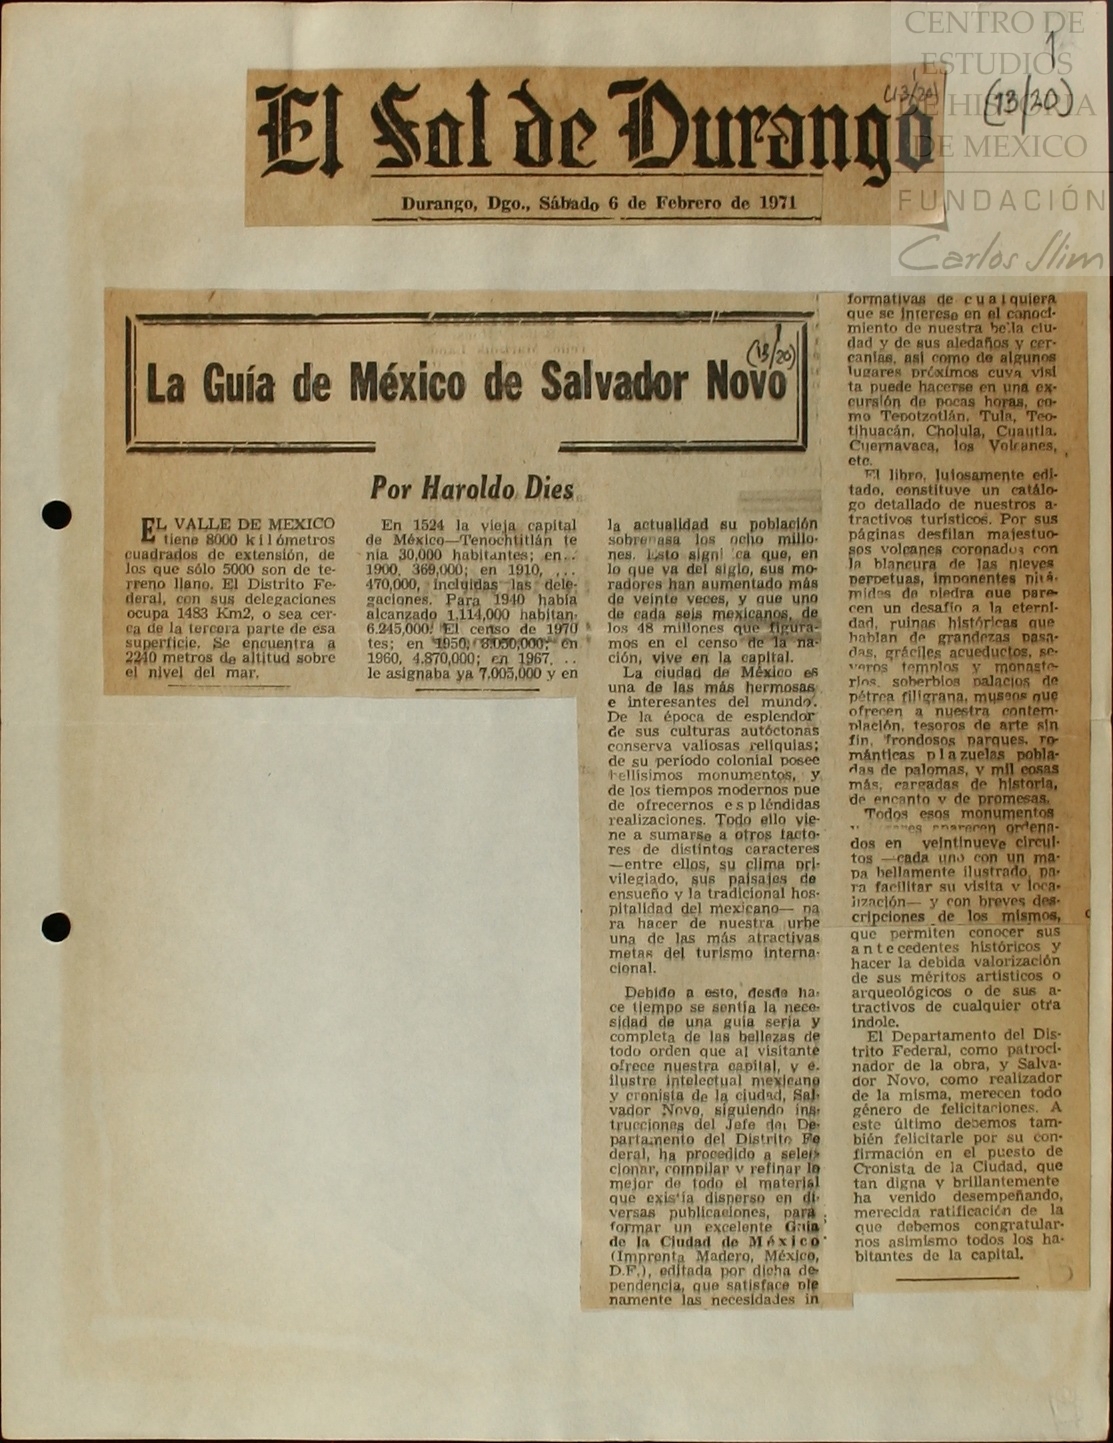 CENTRO DE
ESTUDIOS
DE HISTORIA
DE MEXICO
FUNDACIÓN
Carlos Slim
1
(13/20)
(13/20)
El Sol de Durango
Durango, Dgo., Sábado 6 de Febrero de 1971
(13/20)
La Guía de México de Salvador Novo
Por Haroldo Dies
EL VALLE DE MEXICO
tiene 8000 kilómetros
cuadrados de extensión, de
los que sólo 5000 son de te-
rreno llano. El Distrito Fe-
deral, con sus delegaciones
ocupa 1483 Km2, o sea cer-
ca de la tercera parte de esa
superficie. Se encuentra a
2240 metros de altitud sobre
el nivel del mar.
En 1524 la vieja capital
de México—Tenochtitlán te
nía 30,000 habitantes; en..
1900, 369,000; en 1910, ...
470,000, incluidas las dele-
gaciones. Para 1940 había
alcanzado 1,114,000 habitan-
6.245,000. El censo de 1970
tes; en 1950, 3.050,000; en
1960, 4.870,000; en 1967. ..
le asignaba ya 7.005,000 y en
la actualidad su población
sobrepasa los ocho millo-
nes. Esto signi ca que, en
lo que va del siglo, sus mo-
radores han aumentado más
de veinte veces, y que uno
de cada seis mexicanos, de
los 48 millones que figura-
mos en el censo de la na-
ción, vive en la capital.
La ciudad de México es
una de las más hermosas
e interesantes del mundo.
De la época de esplendor
de sus culturas autóctonas
conserva valiosas reliquias;
de su período colonial posee
bellísimos monumentos, y
de los tiempos modernos pue
de ofrecernos espléndidas
realizaciones. Todo ello vie-
ne a sumarse a otros facto-
res de distintos caracteres
—entre ellos, su clima pri-
vilegiado, sus paisajes de
ensueño y la tradicional hos-
pitalidad del mexicano— pa
ra hacer de nuestra urbe
una de las más atractivas
metas del turismo interna-
cional.
Debido a esto, desde ha-
ce tiempo se sentía la nece-
sidad de una guía seria y
completa de las bellezas de
todo orden que al visitante
ofrece nuestra capital, y e.
ilustre intelectual mexicano
y cronista de la ciudad, Sal-
vador Novo, siguiendo ins-
trucciones del Jefe del De-
partamento del Distrito Fe
deral, ha procedido a selec-
cionar, compilar y refinar lo
mejor de todo el material
que existía disperso en di-
versas publicaciones, para
formar un excelente Guía
de la Ciudad de México
(Imprenta Madero, México,
D.F.), editada por dicha de-
pendencia, que satisface ple
namente las necesidades in
formativas de cualquiera
que se interese en el conoci-
miento de nuestra bella ciu-
dad y de sus aledaños y cer-
canías, así como de algunos
lugares próximos cuya visi
ta puede hacerse en una ex-
cursión de pocas horas, co-
mo Tepotzotlán, Tula, Teo-
tihuacán, Cholula, Cuautla,
Cuernavaca, los Volcanes,
etc.
El libro, lujosamente edi-
tado, constituye un catálo-
go detallado de nuestros a-
tractivos turísticos. Por sus
páginas desfilan majestuo-
sos volcanes coronados con
la blancura de las nieves
perpetuas, imponentes pirá-
mides de piedra que pare-
cen un desafío a la eterni-
dad, ruinas históricas que
hablan de grandezas pasa-
das, gráciles acueductos, se-
veros templos y monaste-
rios, soberbios palacios de
pétrea filigrana, museos que
ofrecen a nuestra contem-
plación, tesoros de arte sin
fin, frondosos parques, ro-
mánticas plazuelas pobla-
das de palomas, y mil cosas
más, cargadas de historia,
de encanto y de promesas.
Todos esos monumentos
aparecen ordena-
dos en veintinueve circui-
tos —cada uno con un ma-
pa bellamente ilustrado, pa-
ra facilitar su visita y loca-
lización— y con breves des-
cripciones de los mismos,
que permiten conocer sus
antecedentes históricos y
hacer la debida valorización
de sus méritos artísticos o
arqueológicos o de sus a-
tractivos de cualquier otra
índole.
El Departamento del Dis-
trito Federal, como patroci-
nador de la obra, y Salva-
dor Novo, como realizador
de la misma, merecen todo
género de felicitaciones. A
este último debemos tam-
bién felicitarle por su con-
firmación en el puesto de
Cronista de la Ciudad, que
tan digna y brillantemente
ha venido desempeñando,
merecida ratificación de la
que debemos congratular-
nos asimismo todos los ha-
bitantes de la capital.